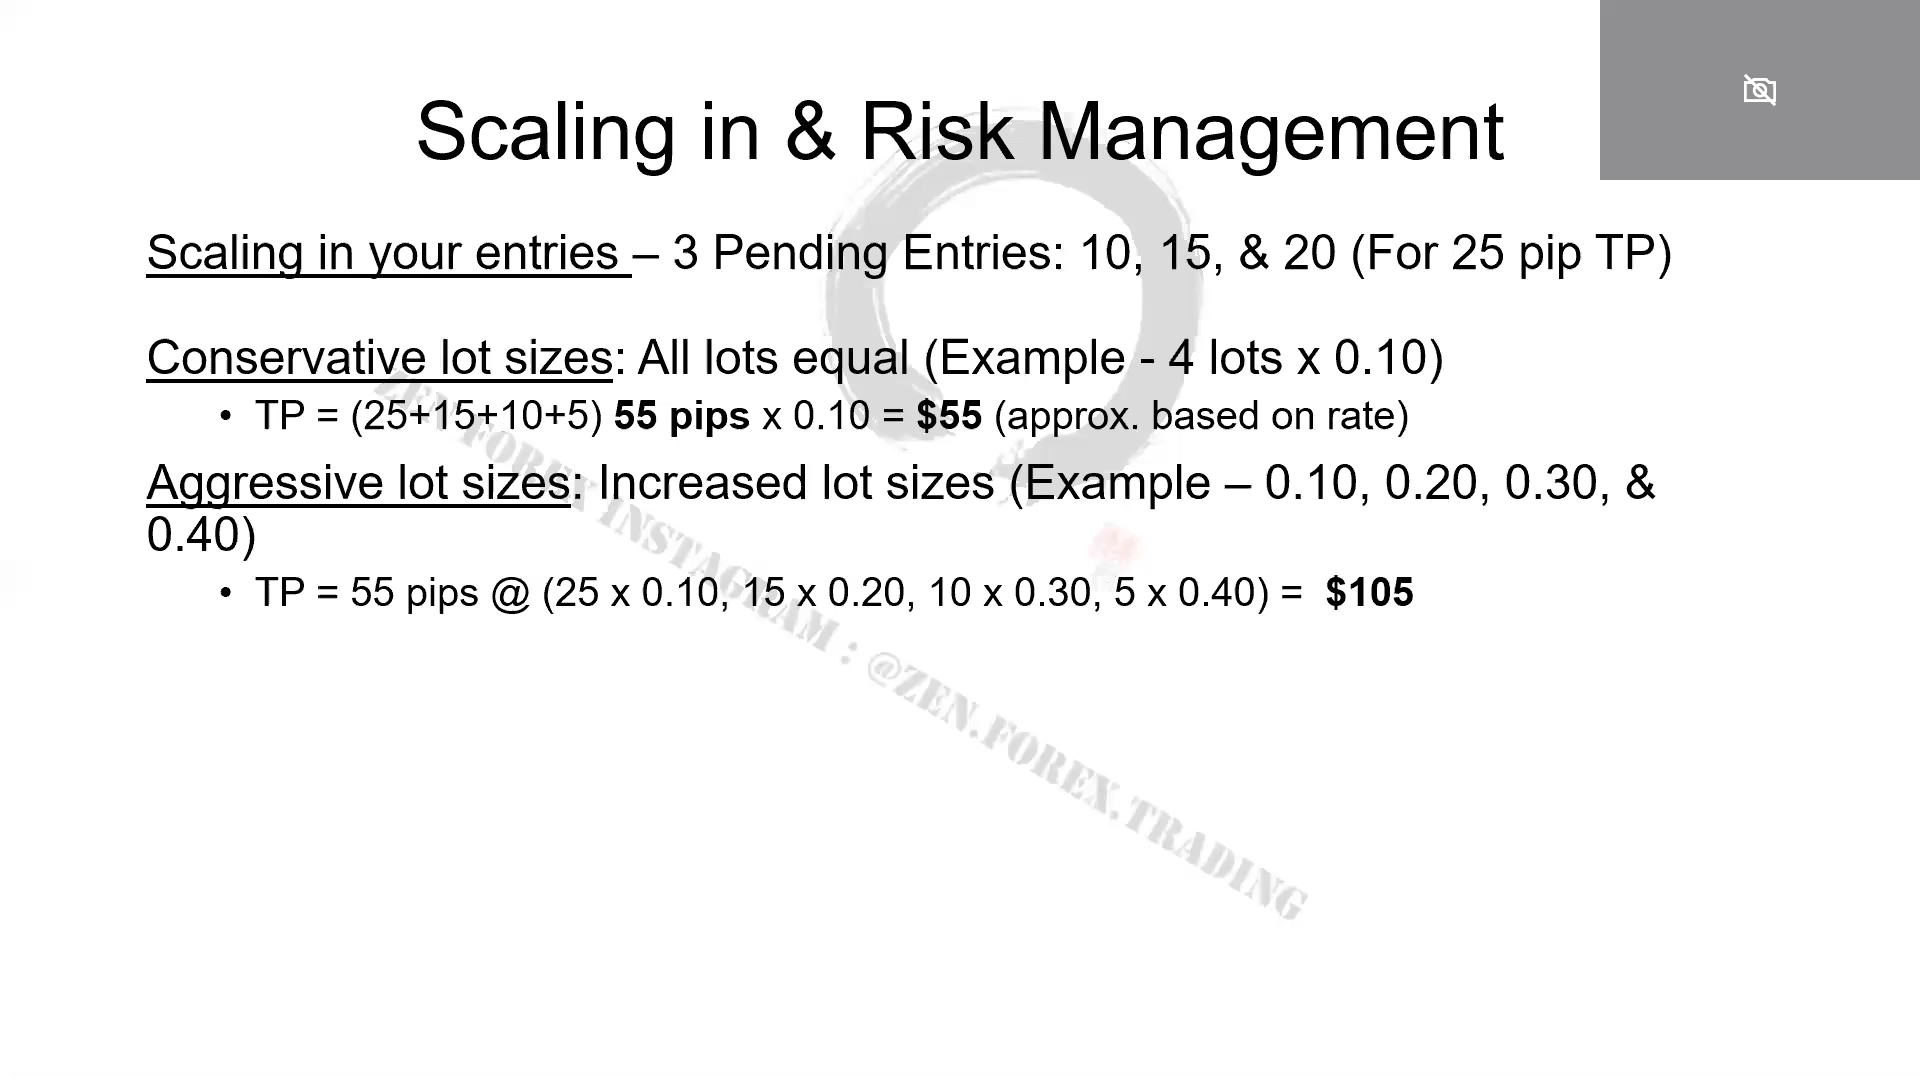 Scaling in & Risk Management
Scaling in your entries – 3 Pending Entries: 10, 15, & 20 (For 25 pip TP)
Conservative lot sizes: All lots equal (Example - 4 lots x 0.10)
• TP = (25+15+10+5) 55 pips x 0.10 = $55 (approx. based on rate)
Aggressive lot sizes: Increased lot sizes (Example – 0.10, 0.20, 0.30, &
0.40)
• TP = 55 pips @ (25 x 0.10, 15 x 0.20, 10 x 0.30, 5 x 0.40) = $105
ZEN FOREX INSTAGRAM : @ZEN.FOREX.TRADING